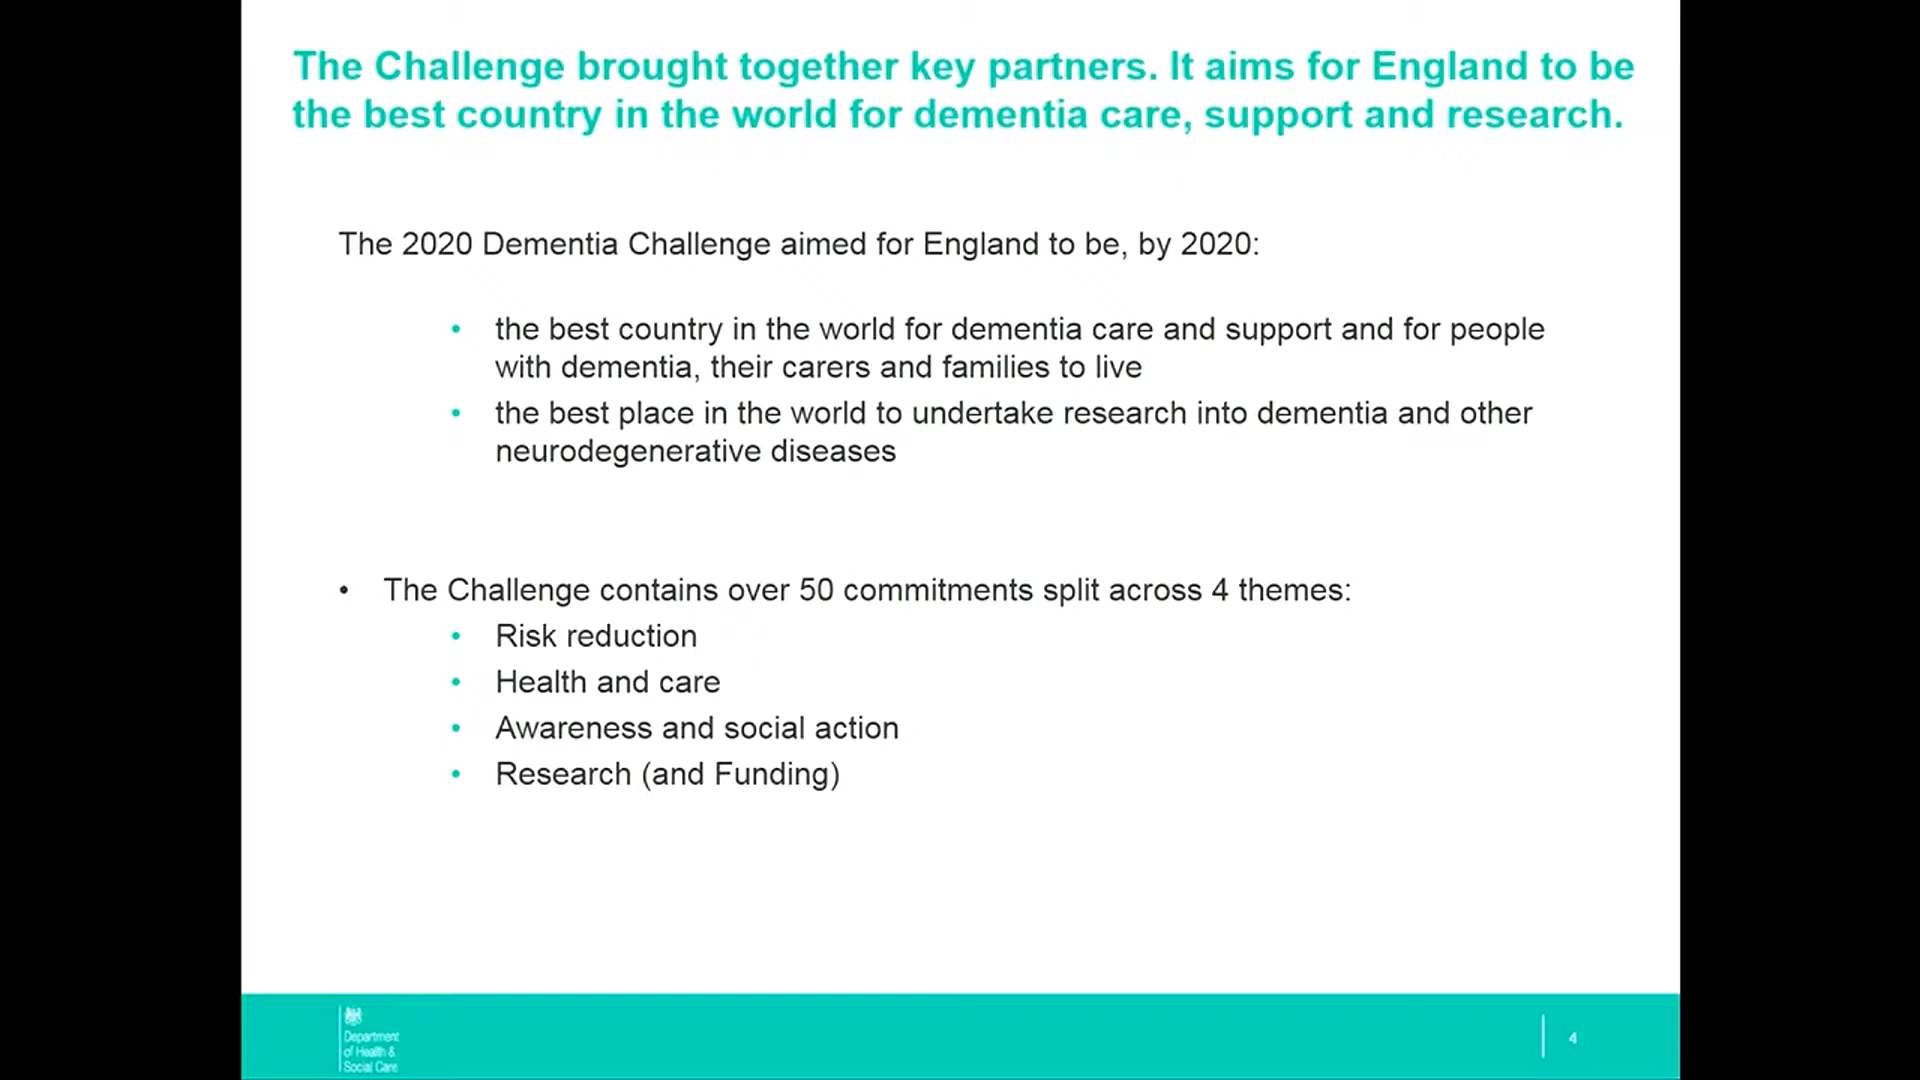 The Challenge brought together key partners. It aims for England to be
the best country in the world for dementia care, support and research.
The 2020 Dementia Challenge aimed for England to be, by 2020:
• the best country in the world for dementia care and support and for people
with dementia, their carers and families to live
• the best place in the world to undertake research into dementia and other
neurodegenerative diseases
• The Challenge contains over 50 commitments split across 4 themes:
• Risk reduction
• Health and care
• Awareness and social action
• Research (and Funding)
Department
of Health &
Social Care
4